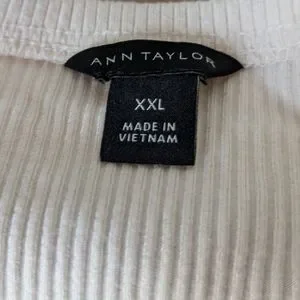 ANN TAYLOR
XXL
MADE IN
VIETNAM